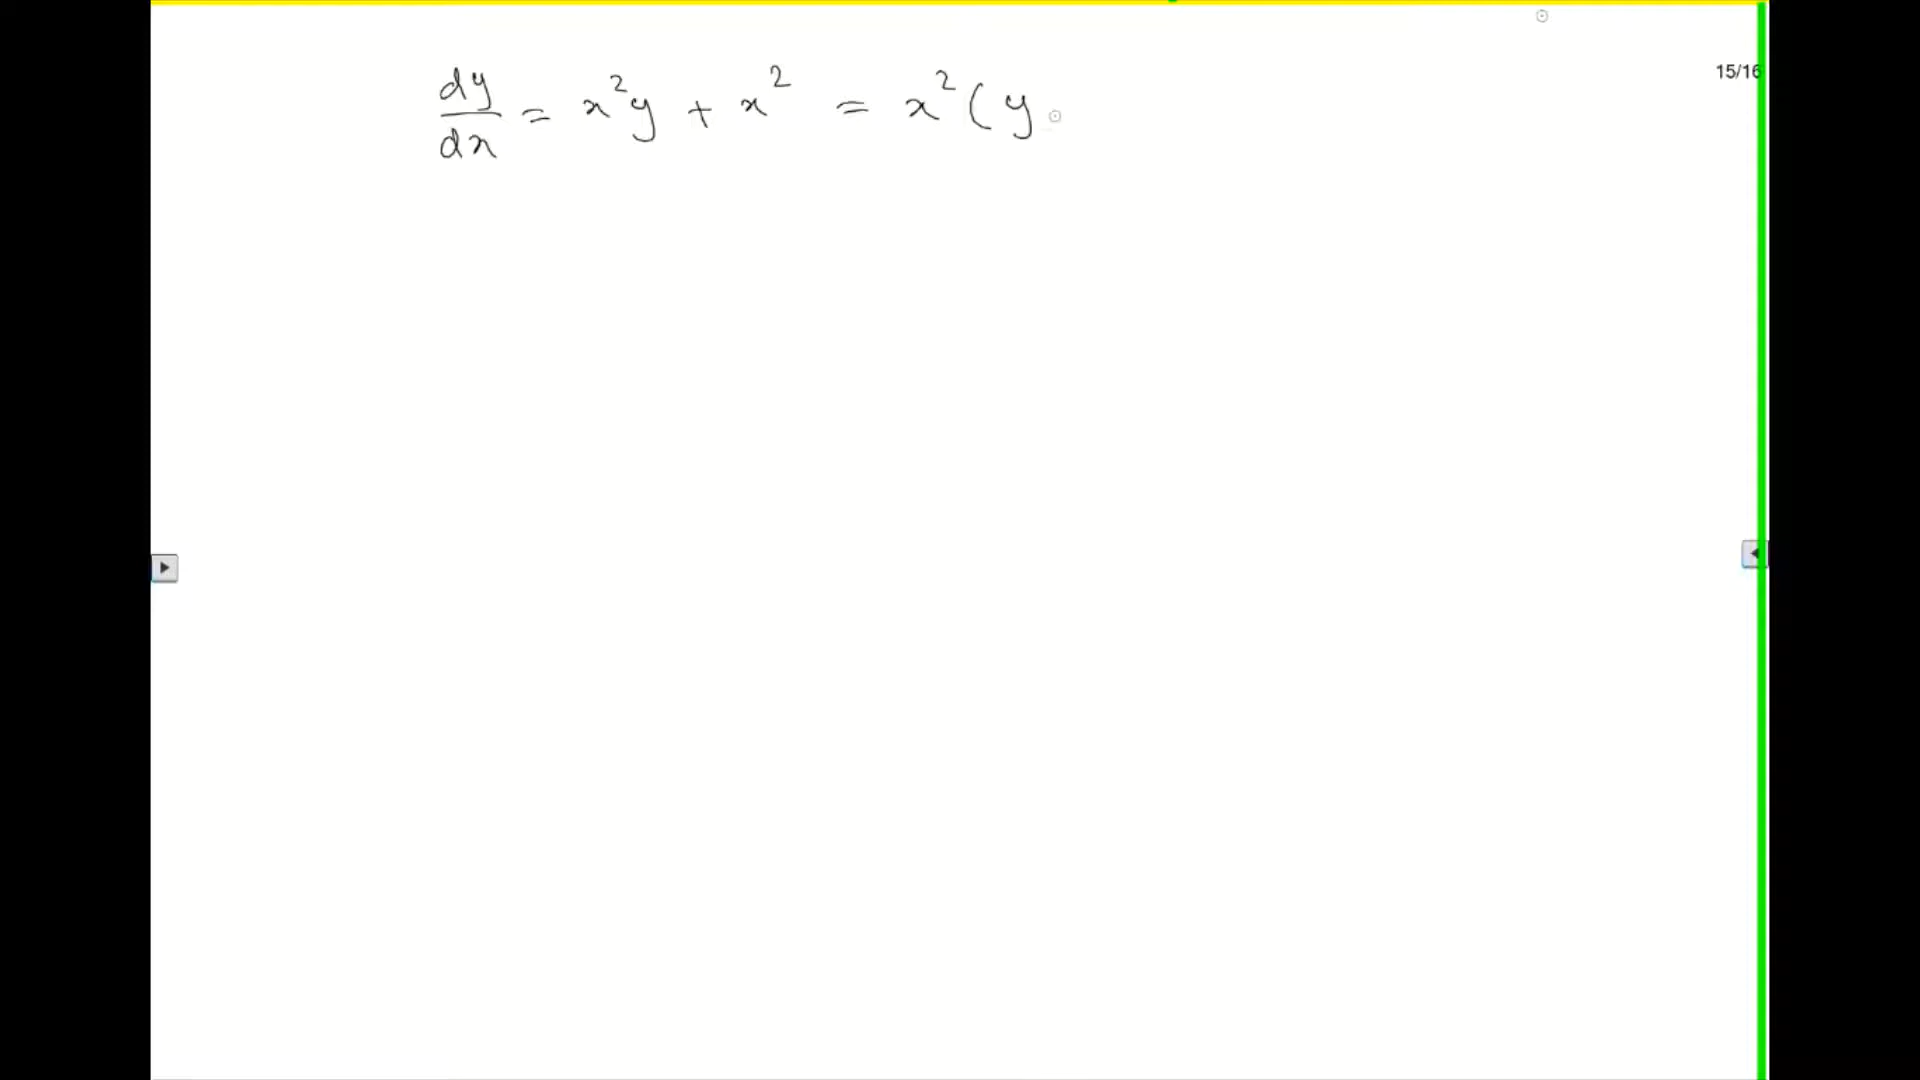 dy/dx = x²y + x² = x²(y
15/16